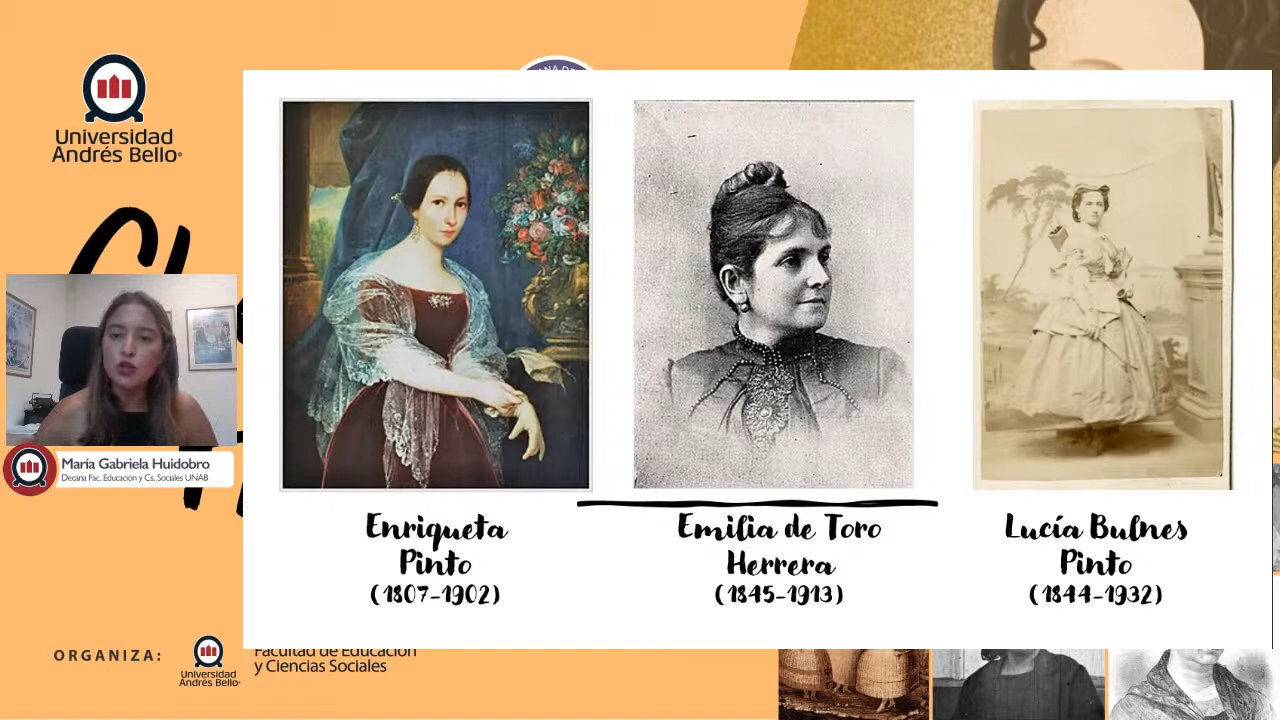 Universidad
Andrés Bello
María Gabriela Huidobro
Decana Fac. Educación y Cs. Sociales UNAB
Enriqueta
Pinto
(1807-1902)
Emilia de Toro
Herrera
(1845-1913)
Lucía Bulnes
Pinto
(1844-1932)
ORGANIZA:
Universidad
Andrés Bello
Facultad de Educación
y Ciencias Sociales